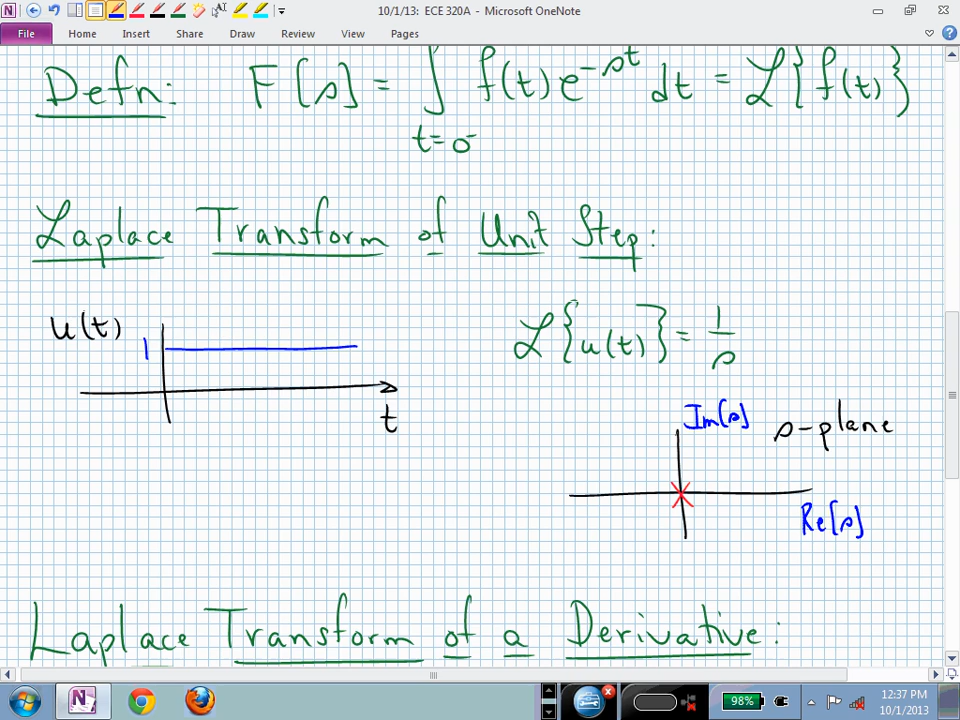 10/1/13: ECE 320A - Microsoft OneNote
File Home Insert Share Draw Review View Pages
Defn: F[s] = ∫ f(t) e^-st dt = ℒ{f(t)}
t=0⁻
Laplace Transform of Unit Step:
u(t)
1
t
ℒ{u(t)} = 1/s
Im[s] s-plane
Re[s]
Laplace Transform of a Derivative:
98%
12:37 PM
10/1/2013